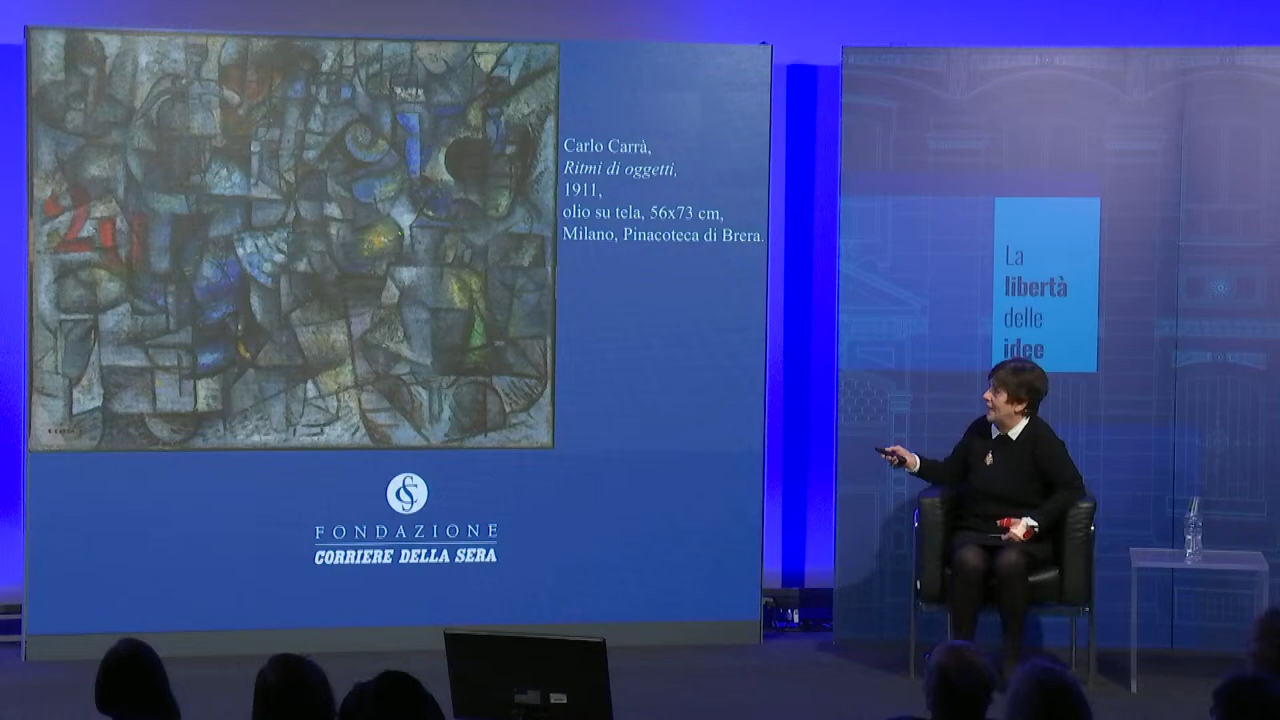 Carlo Carrà,
Ritmi di oggetti,
1911,
olio su tela, 56x73 cm,
Milano, Pinacoteca di Brera.
La
libertà
delle
idee
FONDAZIONE
CORRIERE DELLA SERA